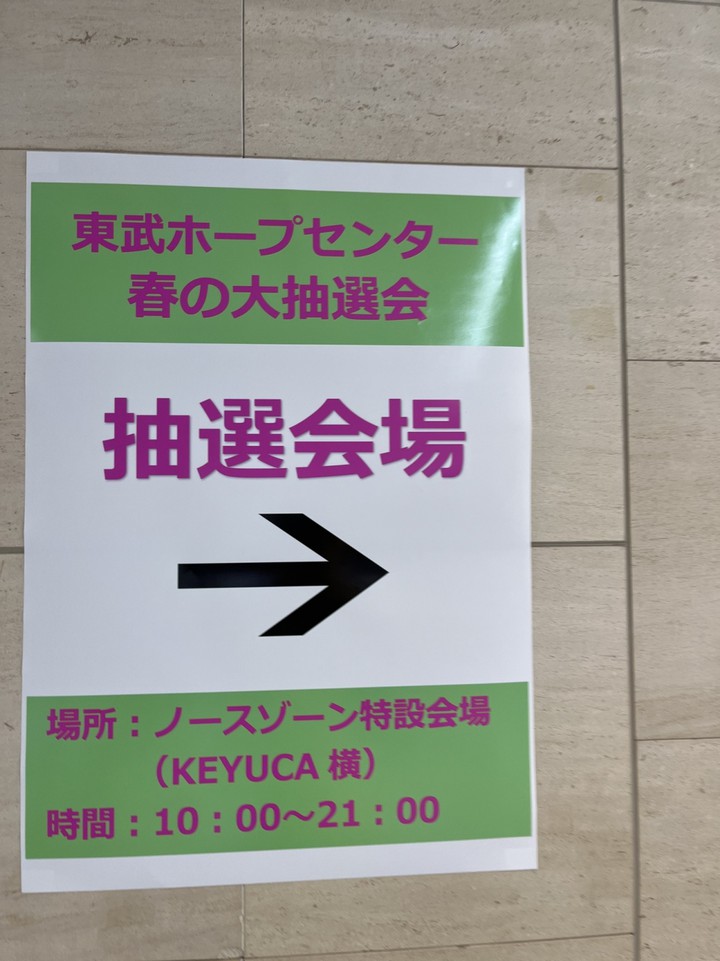 東武ホープセンター
春の大抽選会
抽選会場
場所：ノースゾーン特設会場
（KEYUCA 横）
時間：10：00～21：00